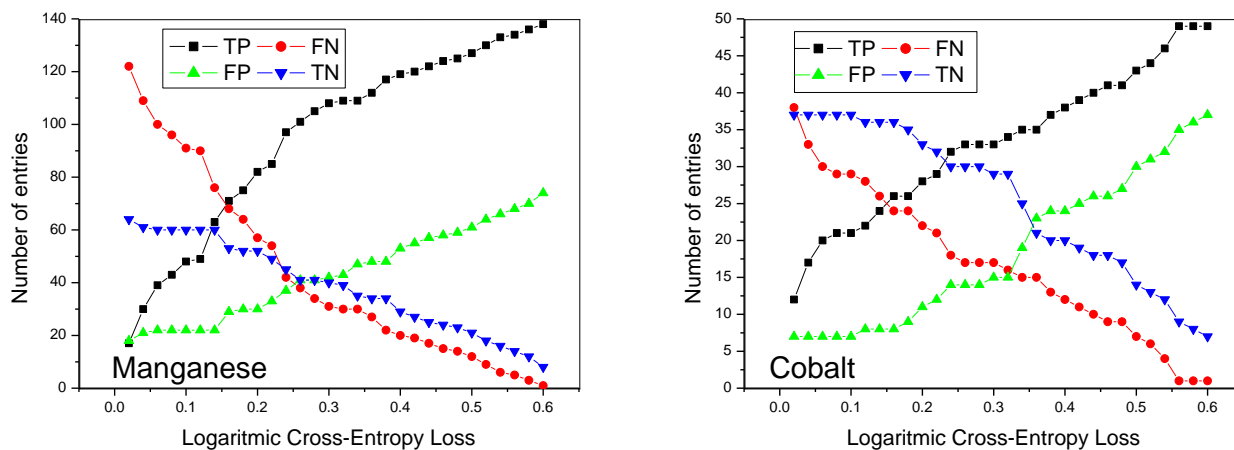 140
120
100
80
60
40
20
0
Number of entries
TP FN
FP TN
Manganese
0.0 0.1 0.2 0.3 0.4 0.5 0.6
Logaritmic Cross-Entropy Loss
50
45
40
35
30
25
20
15
10
5
0
Number of entries
TP FN
FP TN
Cobalt
0.0 0.1 0.2 0.3 0.4 0.5 0.6
Logaritmic Cross-Entropy Loss